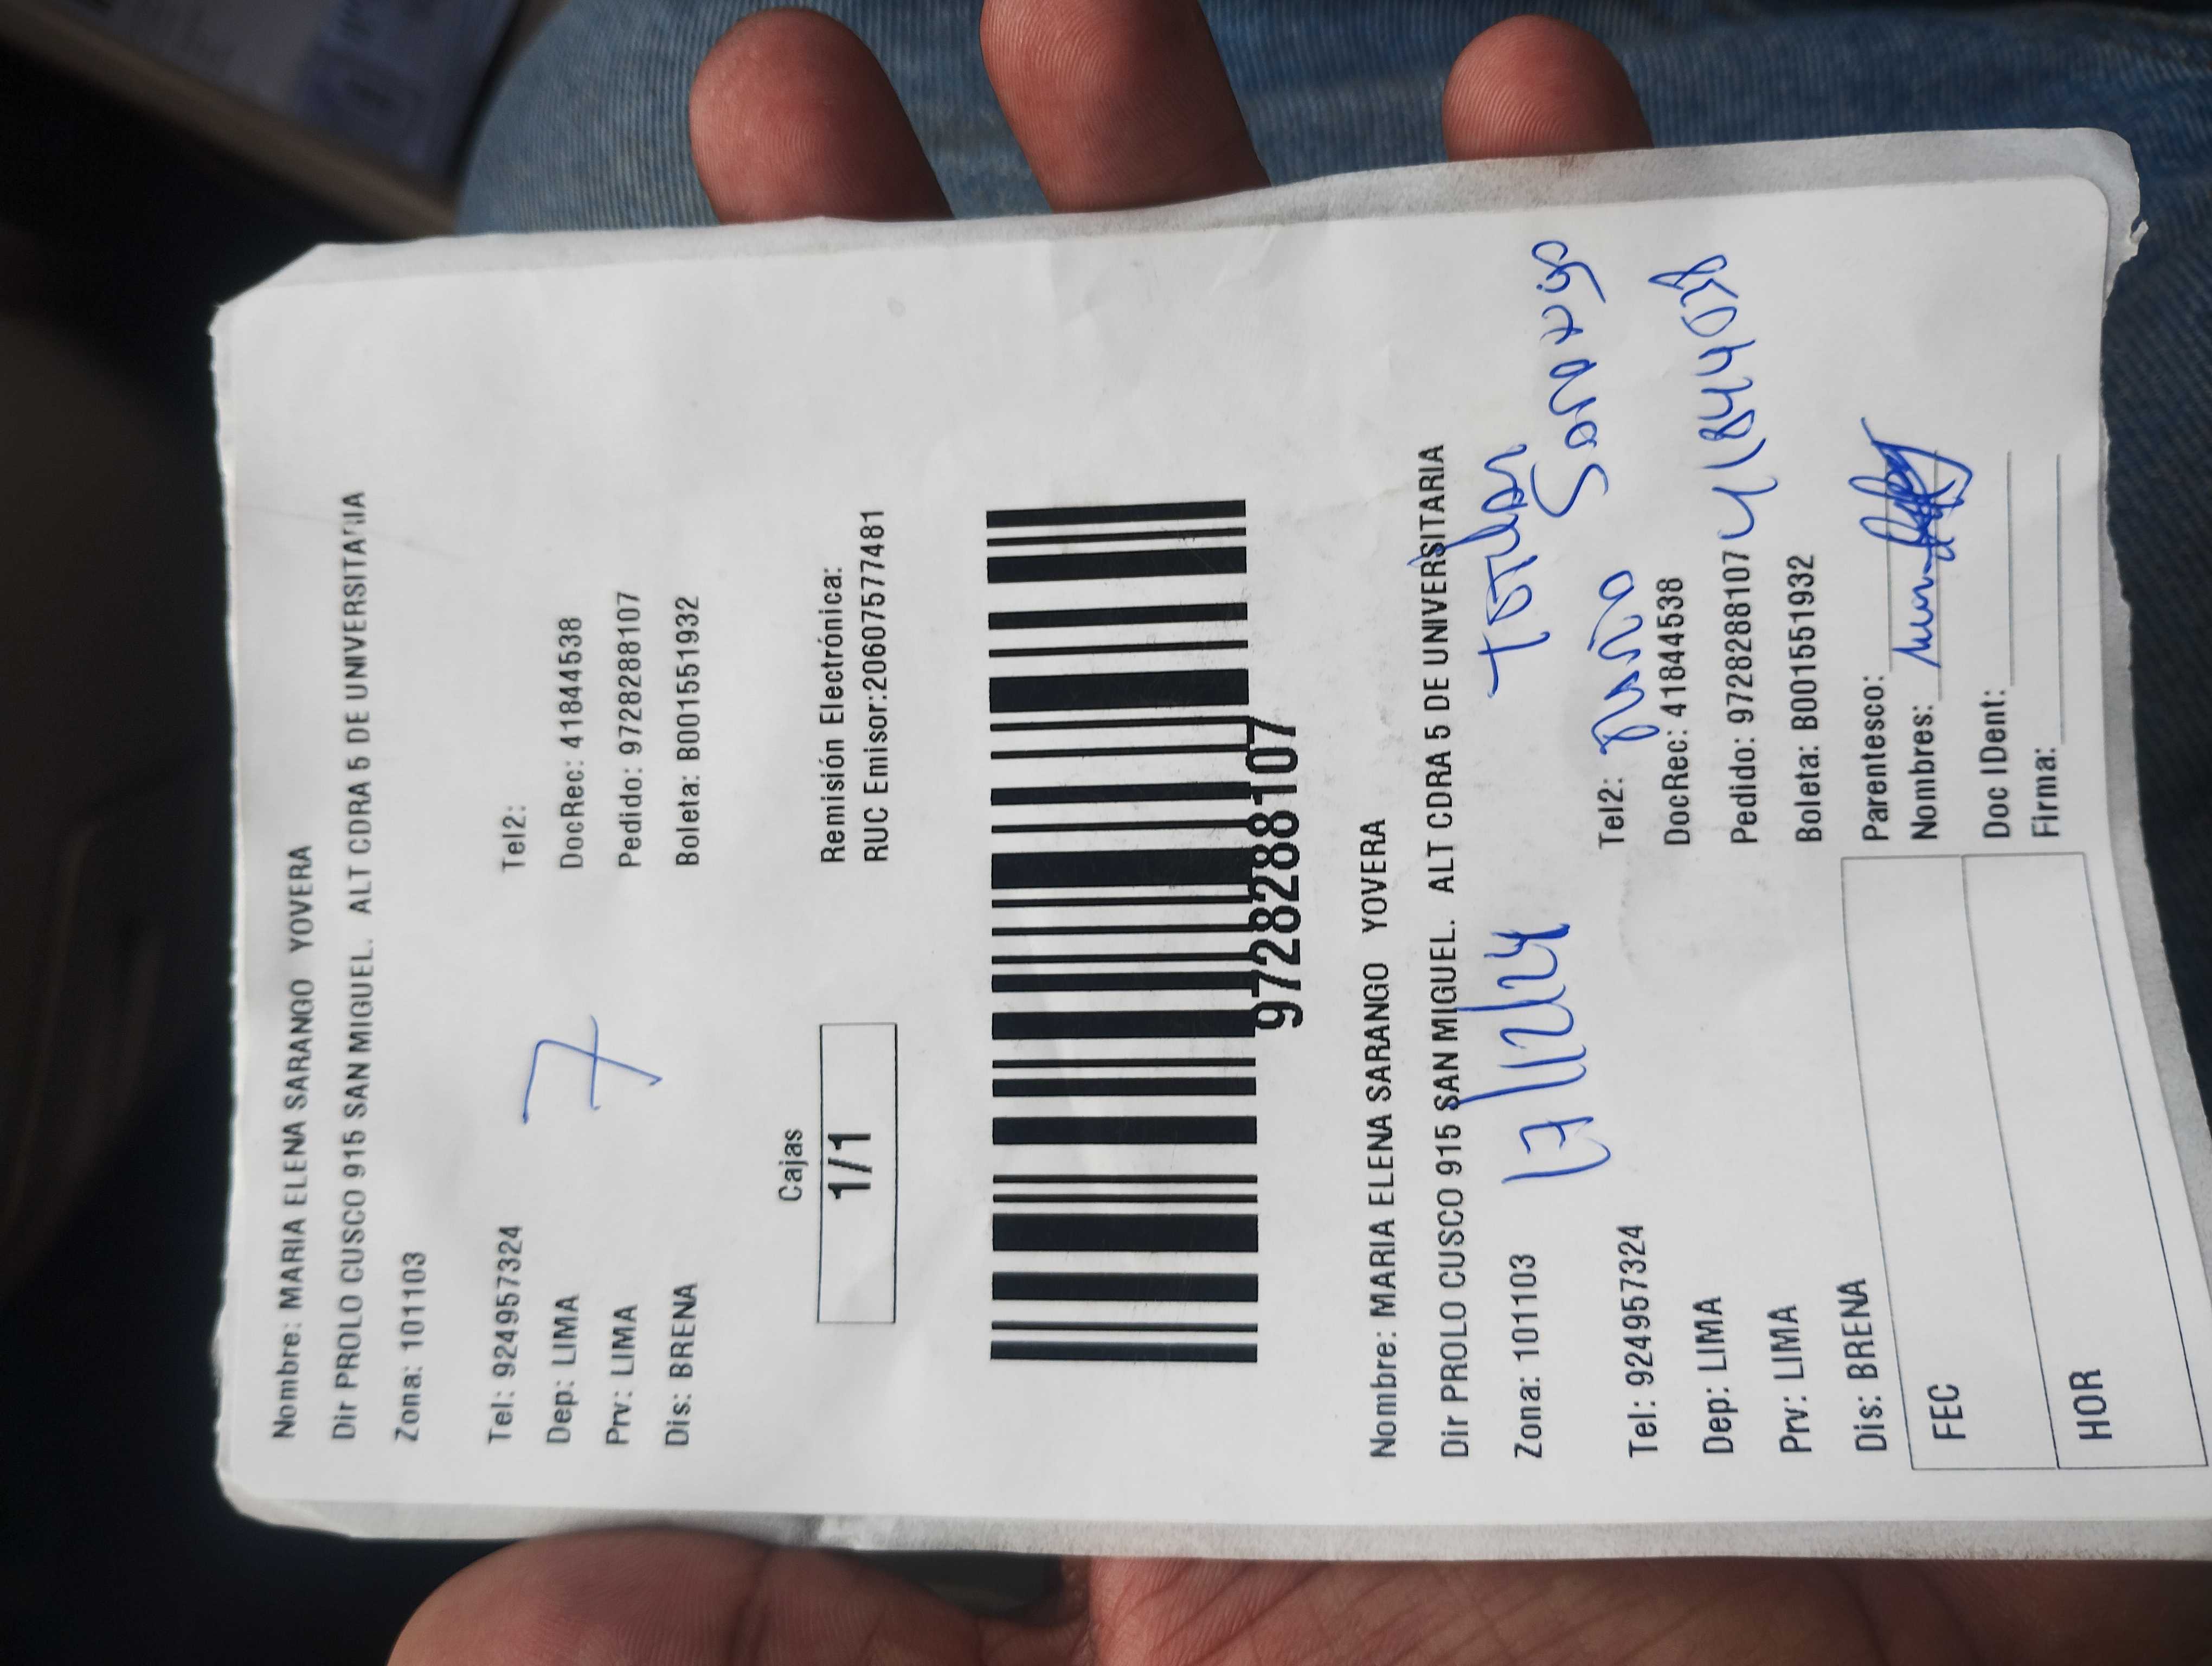 Nombre: MARIA ELENA SARANGO YOVERA
Dir PROLO CUSCO 915 SAN MIGUEL. ALT CDRA 5 DE UNIVERSITARIA
Zona: 101103
Tel: 924957324 Tel2:
Dep: LIMA DocRec: 41844538
Prv: LIMA Pedido: 9728288107
Dis: BRENA Boleta: B001551932
7
Cajas
1/1
Remisión Electrónica:
RUC Emisor:20607577481
9728288107
Nombre: MARIA ELENA SARANGO YOVERA
Dir PROLO CUSCO 915 SAN MIGUEL. ALT CDRA 5 DE UNIVERSITARIA
Zona: 101103
17/12/24
Sarango
Tel: 924957324 Tel2:
Dep: LIMA DocRec: 41844538
Prv: LIMA Pedido: 9728288107
Dis: BRENA Boleta: B001551932
FEC
HOR
Parentesco:
Nombres:
Doc IDent:
Firma: